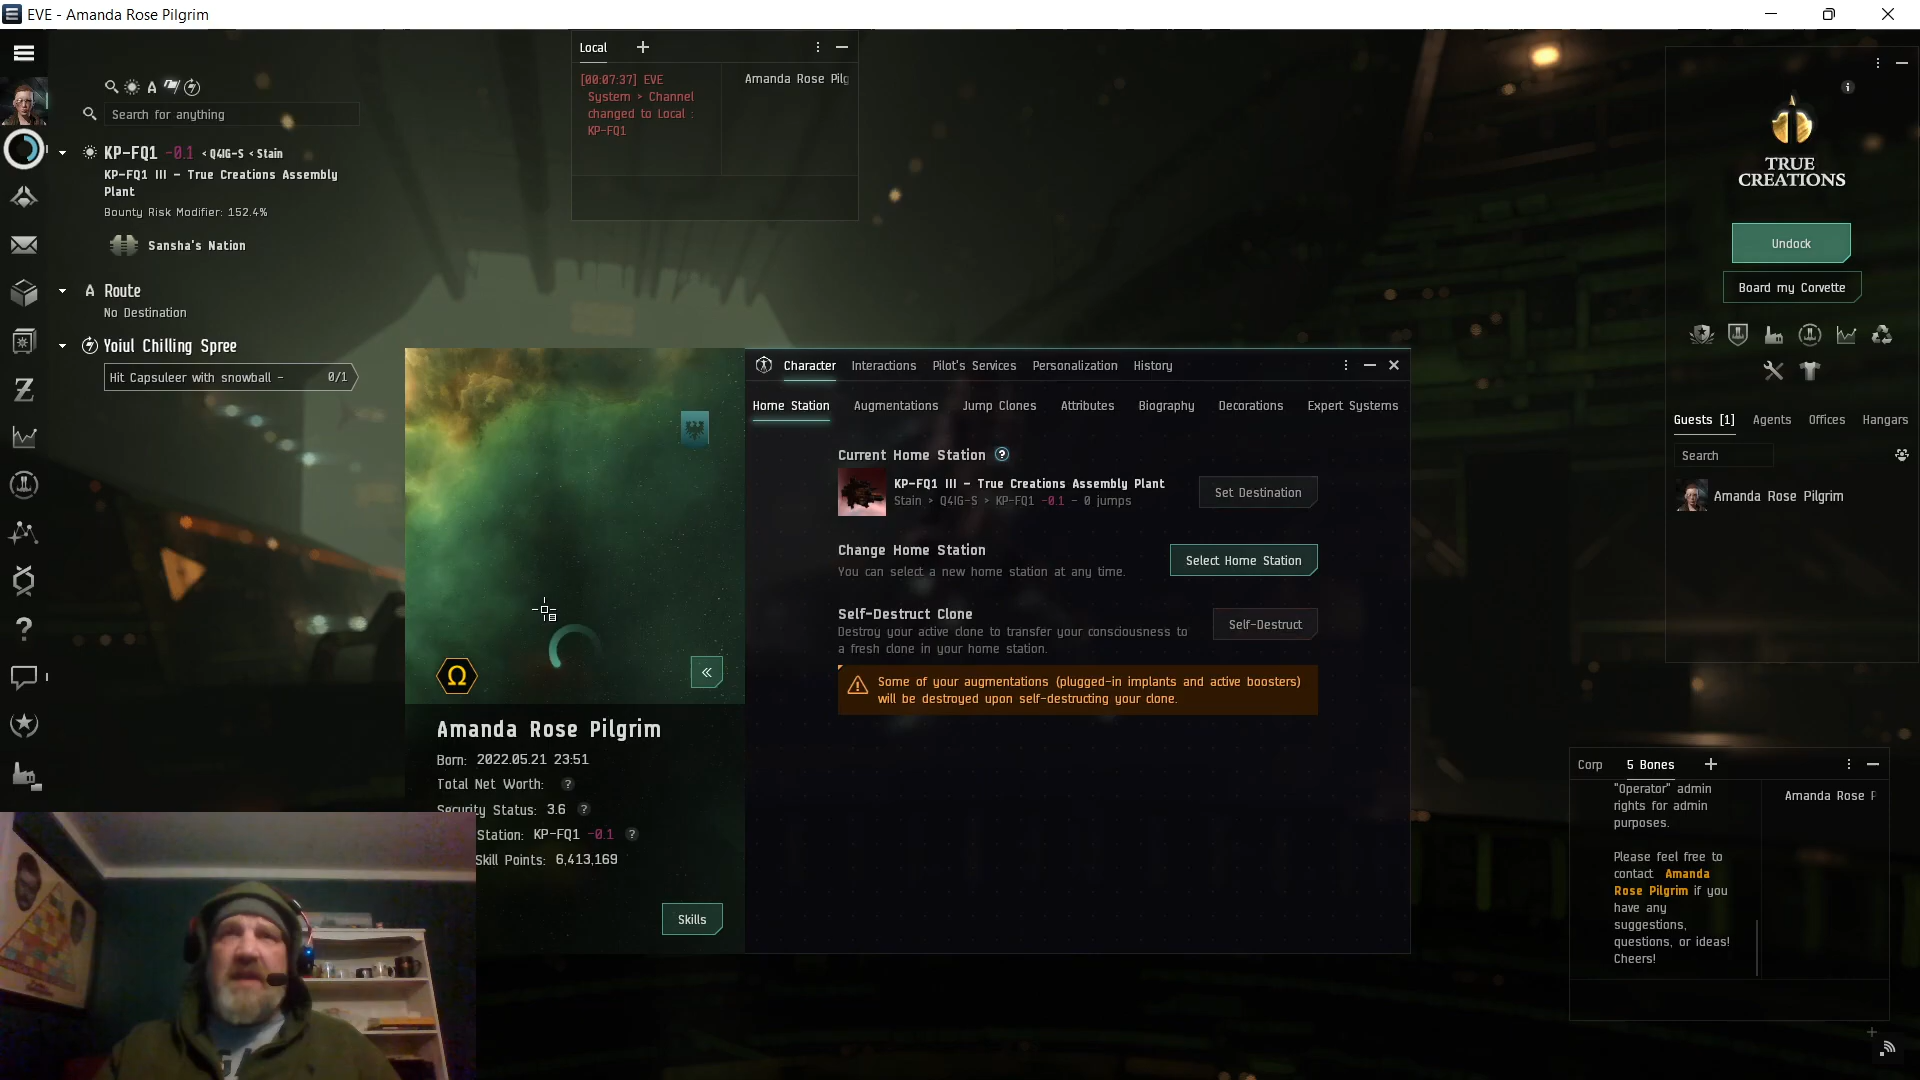 EVE - Amanda Rose Pilgrim
Search for anything
KP-FQ1 -0.1 < Q4IG-S < Stain
KP-FQ1 III - True Creations Assembly
Plant
Bounty Risk Modifier: 152.4%
Sansha's Nation
Route
No Destination
Yoiul Chilling Spree
Hit Capsuleer with snowball - 0/1
Local
[00:07:37] EVE
System > Channel
changed to Local :
KP-FQ1
Amanda Rose Pilg
TRUE
CREATIONS
Undock
Board my Corvette
Guests [1] Agents Offices Hangars
Search
Amanda Rose Pilgrim
Character Interactions Pilot's Services Personalization History
Home Station Augmentations Jump Clones Attributes Biography Decorations Expert Systems
Current Home Station ?
KP-FQ1 III - True Creations Assembly Plant
Stain > Q4IG-S > KP-FQ1 -0.1 - 0 jumps
Set Destination
Change Home Station
You can select a new home station at any time.
Select Home Station
Self-Destruct Clone
Destroy your active clone to transfer your consciousness to
a fresh clone in your home station.
Self-Destruct
Some of your augmentations (plugged-in implants and active boosters)
will be destroyed upon self-destructing your clone.
Ω
Amanda Rose Pilgrim
Born: 2022.05.21 23:51
Total Net Worth: ?
Security Status: 3.6 ?
Station: KP-FQ1 -0.1 ?
Skill Points: 6,413,169
Skills
Corp 5 Bones
"Operator" admin
rights for admin
purposes.
Please feel free to
contact Amanda
Rose Pilgrim if you
have any
suggestions,
questions, or ideas!
Cheers!
Amanda Rose P